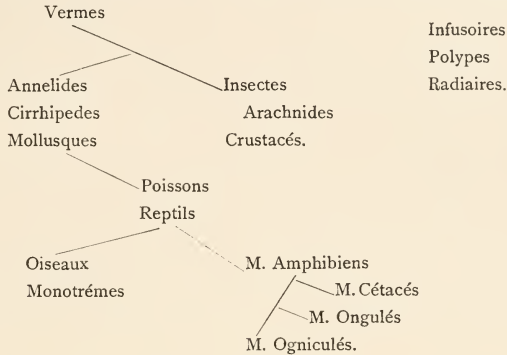 Vermes
Infusoires
Polypes
Radiaires.
Annelides
Cirrhipedes
Mollusques
Insectes
Arachnides
Crustacés.
Poissons
Reptils
Oiseaux
Monotrémes
M. Amphibiens
M. Cétacés
M. Ongulés
M. Ogniculés.